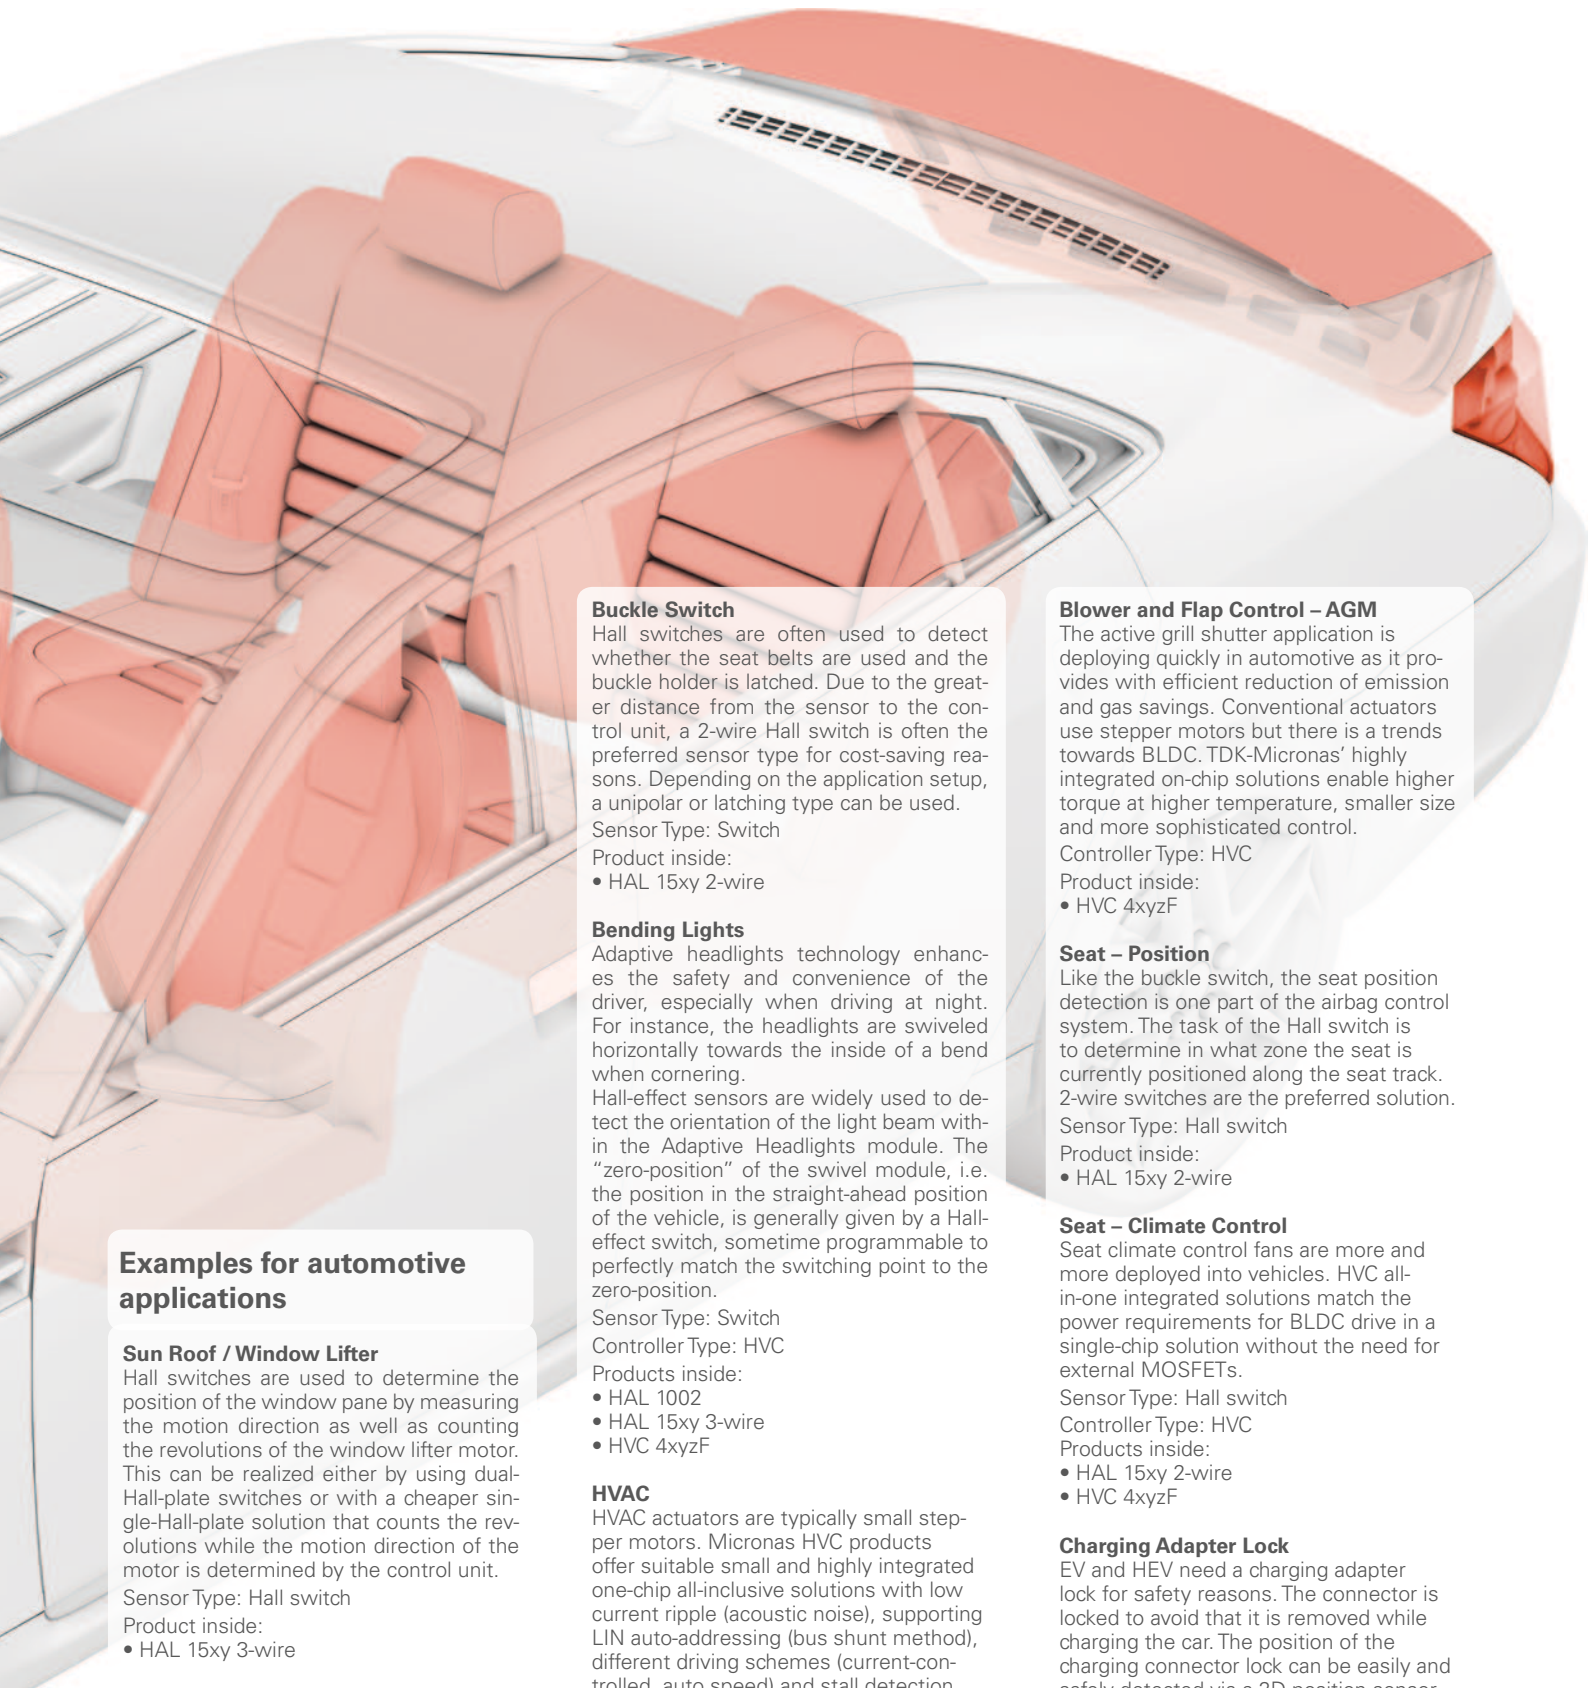 Examples for automotive
applications
Sun Roof / Window Lifter
Hall switches are used to determine the
position of the window pane by measuring
the motion direction as well as counting
the revolutions of the window lifter motor.
This can be realized either by using dual-
Hall-plate switches or with a cheaper sin-
gle-Hall-plate solution that counts the rev-
olutions while the motion direction of the
motor is determined by the control unit.
Sensor Type: Hall switch
Product inside:
• HAL 15xy 3-wire
Buckle Switch
Hall switches are often used to detect
whether the seat belts are used and the
buckle holder is latched. Due to the great-
er distance from the sensor to the con-
trol unit, a 2-wire Hall switch is often the
preferred sensor type for cost-saving rea-
sons. Depending on the application setup,
a unipolar or latching type can be used.
Sensor Type: Switch
Product inside:
• HAL 15xy 2-wire
Bending Lights
Adaptive headlights technology enhanc-
es the safety and convenience of the
driver, especially when driving at night.
For instance, the headlights are swiveled
horizontally towards the inside of a bend
when cornering.
Hall-effect sensors are widely used to de-
tect the orientation of the light beam with-
in the Adaptive Headlights module. The
“zero-position” of the swivel module, i.e.
the position in the straight-ahead position
of the vehicle, is generally given by a Hall-
effect switch, sometime programmable to
perfectly match the switching point to the
zero-position.
Sensor Type: Switch
Controller Type: HVC
Products inside:
• HAL 1002
• HAL 15xy 3-wire
• HVC 4xyzF
HVAC
HVAC actuators are typically small step-
per motors. Micronas HVC products
offer suitable small and highly integrated
one-chip all-inclusive solutions with low
current ripple (acoustic noise), supporting
LIN auto-addressing (bus shunt method),
different driving schemes (current-con-
trolled, auto speed) and stall detection
Blower and Flap Control – AGM
The active grill shutter application is
deploying quickly in automotive as it pro-
vides with efficient reduction of emission
and gas savings. Conventional actuators
use stepper motors but there is a trends
towards BLDC. TDK-Micronas’ highly
integrated on-chip solutions enable higher
torque at higher temperature, smaller size
and more sophisticated control.
Controller Type: HVC
Product inside:
• HVC 4xyzF
Seat – Position
Like the buckle switch, the seat position
detection is one part of the airbag control
system. The task of the Hall switch is
to determine in what zone the seat is
currently positioned along the seat track.
2-wire switches are the preferred solution.
Sensor Type: Hall switch
Product inside:
• HAL 15xy 2-wire
Seat – Climate Control
Seat climate control fans are more and
more deployed into vehicles. HVC all-
in-one integrated solutions match the
power requirements for BLDC drive in a
single-chip solution without the need for
external MOSFETs.
Sensor Type: Hall switch
Controller Type: HVC
Products inside:
• HAL 15xy 2-wire
• HVC 4xyzF
Charging Adapter Lock
EV and HEV need a charging adapter
lock for safety reasons. The connector is
locked to avoid that it is removed while
charging the car. The position of the
charging connector lock can be easily and
safely detected via a 2D position sensor